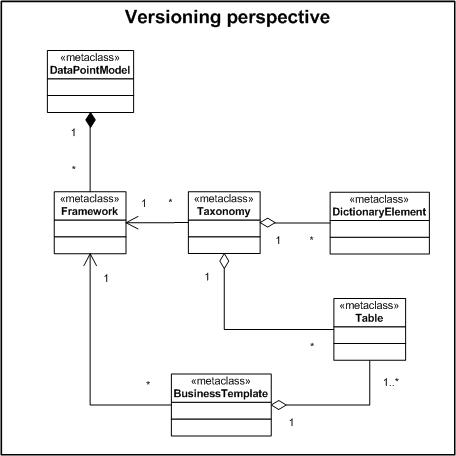 Versioning perspective
«metaclass»
DataPointModel
1
*
«metaclass»
Framework
1
*
«metaclass»
Taxonomy
1
*
«metaclass»
DictionaryElement
1
1
*
«metaclass»
Table
1..*
*
«metaclass»
BusinessTemplate
1